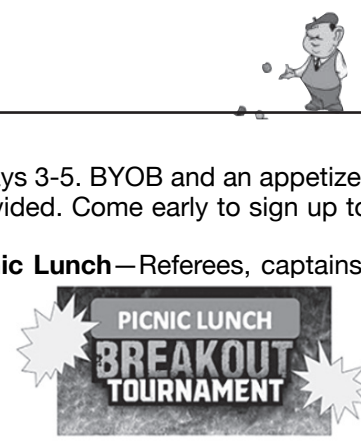 ys 3-5. BYOB and an appetize
vided. Come early to sign up to
ic Lunch—Referees, captains
PICNIC LUNCH
BREAKOUT
TOURNAMENT